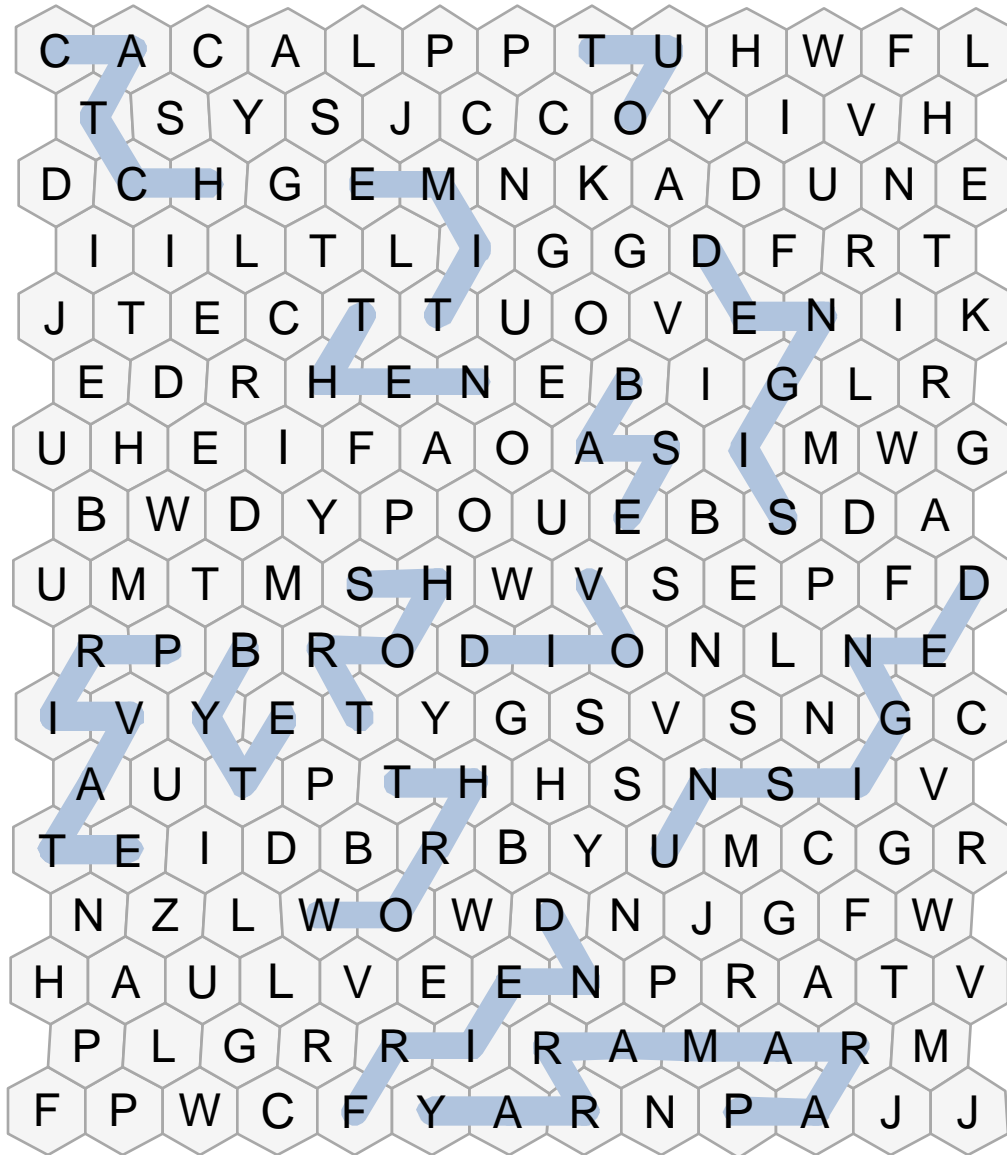 C A C A L P P T U H W F L
T S Y S J C C O Y I V H
D C H G E M N K A D U N E
I I L T L I G G D F R T
J T E C T T U O V E N I K
E D R H E N E B I G L R
U H E I F A O A S I M W G
B W D Y P O U E B S D A
U M T M S H W V S E P F D
R P B R O D I O N L N E
I V Y E T Y G S V S N G C
A U T P T H H S N S I V
T E I D B R B Y U M C G R
N Z L W O W D N J G F W
H A U L V E E N P R A T V
P L G R R I R A M A R M
F P W C F Y A R N P A J J